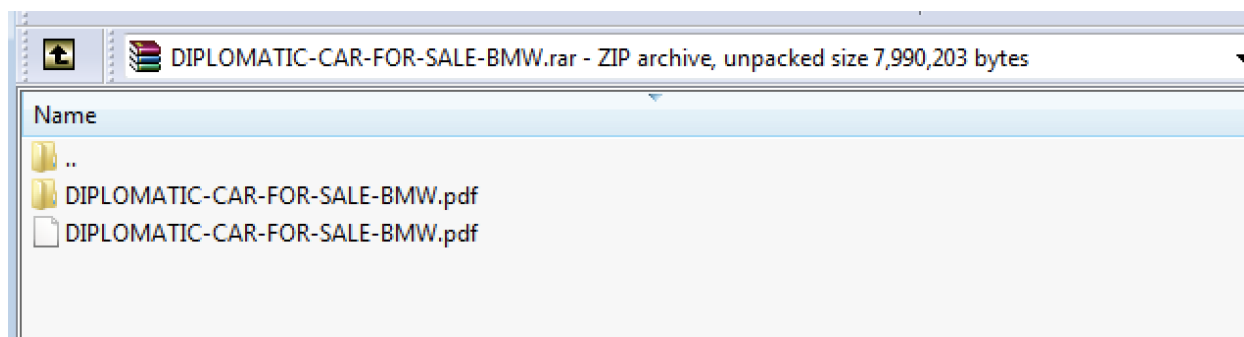 DIPLOMATIC-CAR-FOR-SALE-BMW.rar - ZIP archive, unpacked size 7,990,203 bytes
Name
..
DIPLOMATIC-CAR-FOR-SALE-BMW.pdf
DIPLOMATIC-CAR-FOR-SALE-BMW.pdf